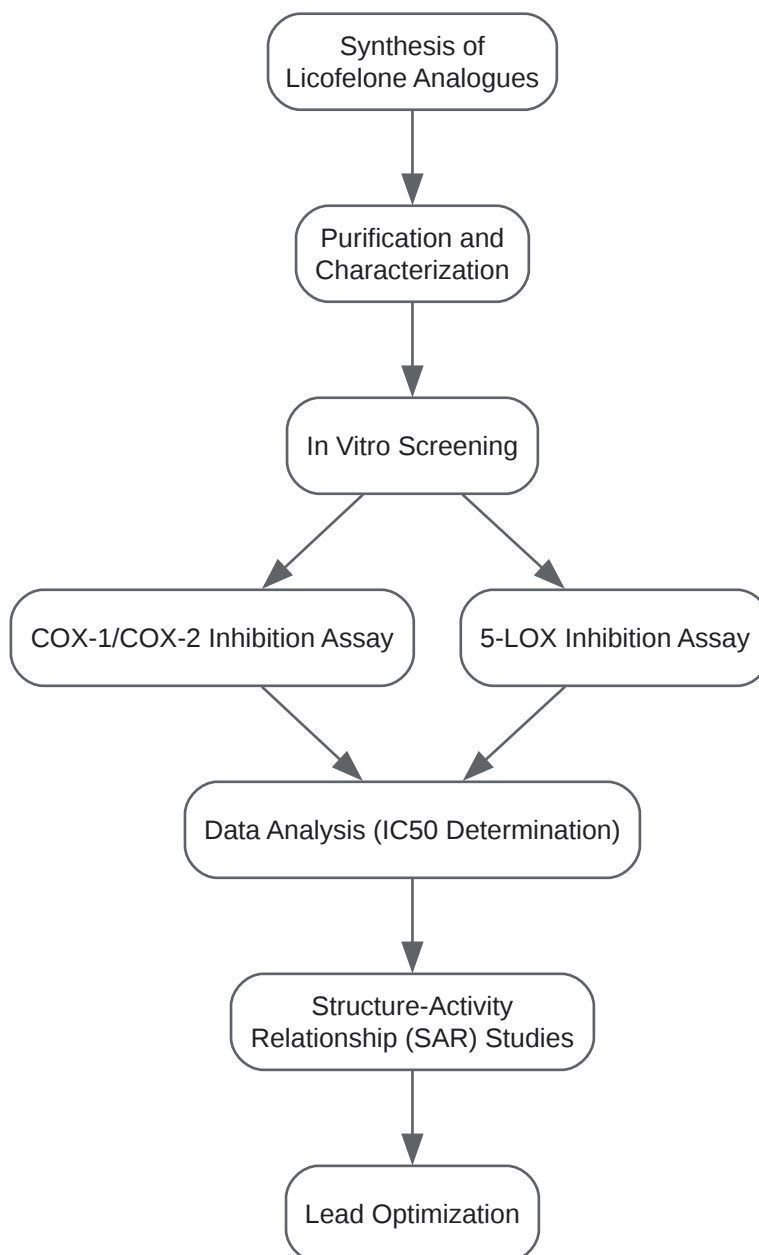 Synthesis of
Licofelone Analogues
Purification and
Characterization
In Vitro Screening
COX-1/COX-2 Inhibition Assay
5-LOX Inhibition Assay
Data Analysis (IC50 Determination)
Structure-Activity
Relationship (SAR) Studies
Lead Optimization